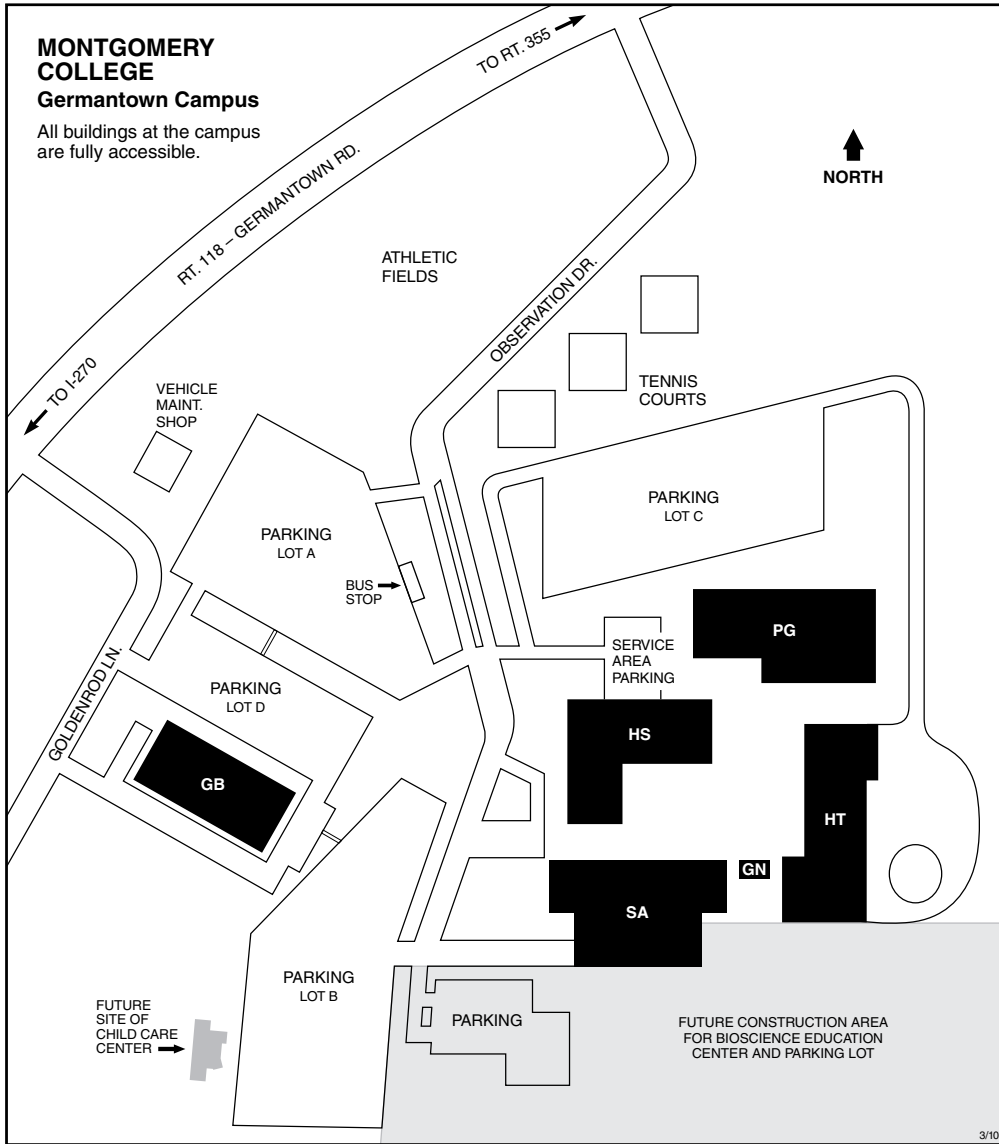 MONTGOMERY
COLLEGE
Germantown Campus
All buildings at the campus
are fully accessible.
TO RT. 355
RT. 118 – GERMANTOWN RD.
TO I-270
NORTH
ATHLETIC
FIELDS
OBSERVATION DR.
VEHICLE
MAINT.
SHOP
TENNIS
COURTS
PARKING
LOT C
PARKING
LOT A
BUS
STOP
PG
SERVICE
AREA
PARKING
GOLDENROD LN.
PARKING
LOT D
HS
GB
HT
GN
SA
PARKING
LOT B
FUTURE
SITE OF
CHILD CARE
CENTER
PARKING
FUTURE CONSTRUCTION AREA
FOR BIOSCIENCE EDUCATION
CENTER AND PARKING LOT
3/10